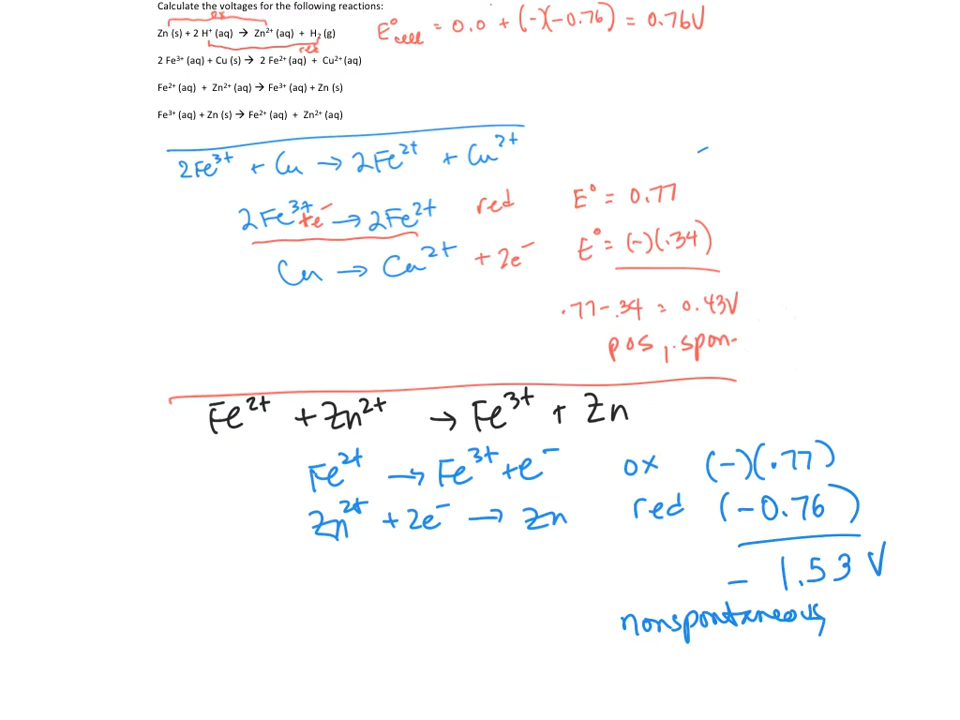 Calculate the voltages for the following reactions:
ox
Zn (s) + 2 H⁺ (aq) → Zn²⁺ (aq) + H₂ (g)
red
E°cell = 0.0 + (-)(-0.76) = 0.76V
2 Fe³⁺ (aq) + Cu (s) → 2 Fe²⁺ (aq) + Cu²⁺ (aq)
Fe²⁺ (aq) + Zn²⁺ (aq) → Fe³⁺ (aq) + Zn (s)
Fe³⁺ (aq) + Zn (s) → Fe²⁺ (aq) + Zn²⁺ (aq)
2Fe³⁺ + Cu → 2Fe²⁺ + Cu²⁺
2Fe³⁺ +e⁻ → 2Fe²⁺ red E° = 0.77
Cu → Cu²⁺ + 2e⁻ E° = (-)(.34)
.77-.34 = 0.43V
pos, spon.
Fe²⁺ + Zn²⁺ → Fe³⁺ + Zn
Fe²⁺ → Fe³⁺ +e⁻ ox (-)(.77)
Zn²⁺ + 2e⁻ → Zn red (-0.76)
- 1.53 V
nonspontaneous